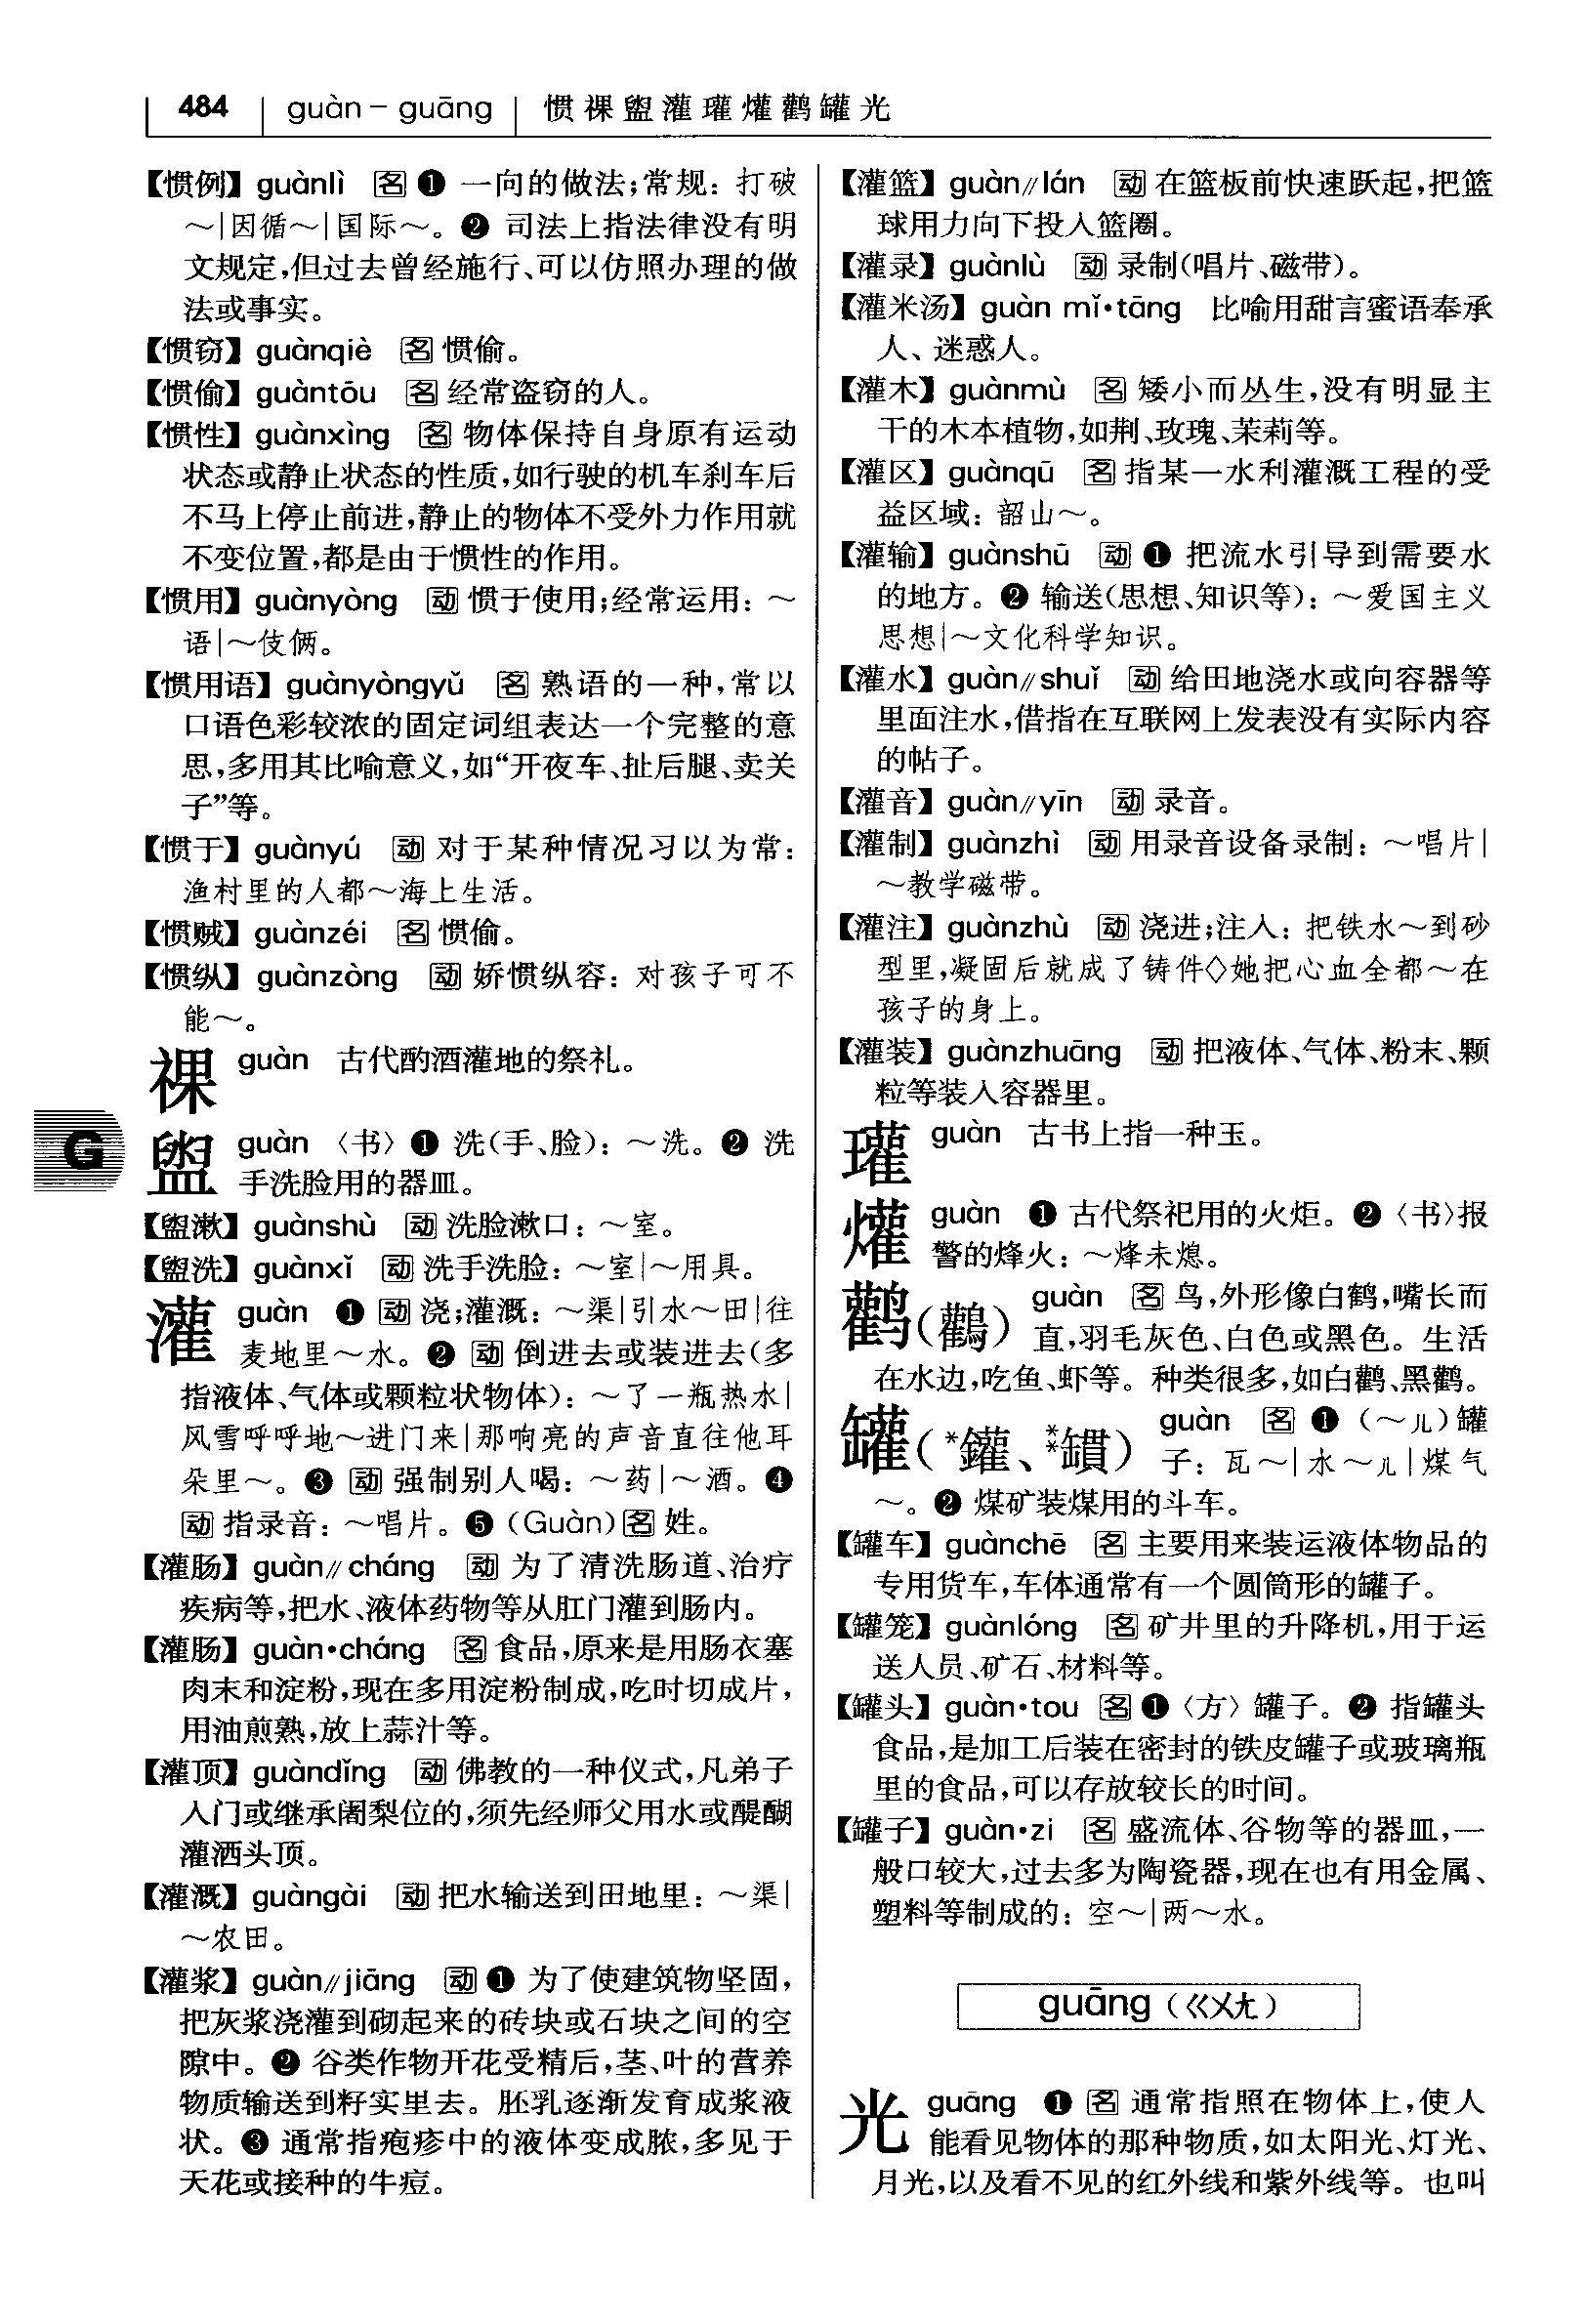 484 guàn－guāng 惯祼盥灌瓘爟鹳罐光
【惯例】guànlì 名❶ 一向的做法；常规：打破
～|因循～|国际～。❷ 司法上指法律没有明
文规定，但过去曾经施行、可以仿照办理的做
法或事实。
【惯窃】guànqiè 名惯偷。
【惯偷】guàntōu 名经常盗窃的人。
【惯性】guànxìng 名物体保持自身原有运动
状态或静止状态的性质，如行驶的机车刹车后
不马上停止前进，静止的物体不受外力作用就
不变位置，都是由于惯性的作用。
【惯用】guànyòng 动惯于使用；经常运用：～
语|～伎俩。
【惯用语】guànyòngyǔ 名熟语的一种，常以
口语色彩较浓的固定词组表达一个完整的意
思，多用其比喻意义，如“开夜车、扯后腿、卖关
子”等。
【惯于】guànyú 动对于某种情况习以为常：
渔村里的人都～海上生活。
【惯贼】guànzéi 名惯偷。
【惯纵】guànzòng 动娇惯纵容：对孩子可不
能～。
祼 guàn 古代酌酒灌地的祭礼。
G
盥 guàn 〈书〉❶ 洗(手、脸)：～洗。❷ 洗
手洗脸用的器皿。
【盥漱】guànshù 动洗脸漱口：～室。
【盥洗】guànxǐ 动洗手洗脸：～室|～用具。
灌 guàn ❶ 动浇；灌溉：～渠|引水～田|往
麦地里～水。❷ 动倒进去或装进去(多
指液体、气体或颗粒状物体)：～了一瓶热水|
风雪呼呼地～进门来|那响亮的声音直往他耳
朵里～。❸ 动强制别人喝：～药|～酒。❹
动指录音：～唱片。❺ (Guàn)名姓。
【灌肠】guàn∥cháng 动为了清洗肠道、治疗
疾病等，把水、液体药物等从肛门灌到肠内。
【灌肠】guàn·cháng 名食品，原来是用肠衣塞
肉末和淀粉，现在多用淀粉制成，吃时切成片，
用油煎熟，放上蒜汁等。
【灌顶】guàndǐng 动佛教的一种仪式，凡弟子
入门或继承阇梨位的，须先经师父用水或醍醐
灌洒头顶。
【灌溉】guàngài 动把水输送到田地里：～渠|
～农田。
【灌浆】guàn∥jiāng 动❶ 为了使建筑物坚固，
把灰浆浇灌到砌起来的砖块或石块之间的空
隙中。❷ 谷类作物开花受精后，茎、叶的营养
物质输送到籽实里去。胚乳逐渐发育成浆液
状。❸ 通常指疱疹中的液体变成脓，多见于
天花或接种的牛痘。
【灌篮】guàn∥lán 动在篮板前快速跃起，把篮
球用力向下投入篮圈。
【灌录】guànlù 动录制(唱片、磁带)。
【灌米汤】guàn mǐ·tāng 比喻用甜言蜜语奉承
人、迷惑人。
【灌木】guànmù 名矮小而丛生，没有明显主
干的木本植物，如荆、玫瑰、茉莉等。
【灌区】guànqū 名指某一水利灌溉工程的受
益区域：韶山～。
【灌输】guànshū 动❶ 把流水引导到需要水
的地方。❷ 输送(思想、知识等)：～爱国主义
思想|～文化科学知识。
【灌水】guàn∥shuǐ 动给田地浇水或向容器等
里面注水，借指在互联网上发表没有实际内容
的帖子。
【灌音】guàn∥yīn 动录音。
【灌制】guànzhì 动用录音设备录制：～唱片|
～教学磁带。
【灌注】guànzhù 动浇进；注入：把铁水～到砂
型里，凝固后就成了铸件◇她把心血全都～在
孩子的身上。
【灌装】guànzhuāng 动把液体、气体、粉末、颗
粒等装入容器里。
瓘 guàn 古书上指一种玉。
爟 guàn ❶ 古代祭祀用的火炬。❷〈书〉报
警的烽火：～烽未熄。
鹳(鸛) guàn 名鸟，外形像白鹤，嘴长而
直，羽毛灰色、白色或黑色。生活
在水边，吃鱼、虾等。种类很多，如白鹳、黑鹳。
罐(*鑵、**罆) guàn 名❶ (～儿)罐
子：瓦～|水～儿|煤气
～。❷ 煤矿装煤用的斗车。
【罐车】guànchē 名主要用来装运液体物品的
专用货车，车体通常有一个圆筒形的罐子。
【罐笼】guànlóng 名矿井里的升降机，用于运
送人员、矿石、材料等。
【罐头】guàn·tou 名❶〈方〉罐子。❷ 指罐头
食品，是加工后装在密封的铁皮罐子或玻璃瓶
里的食品，可以存放较长的时间。
【罐子】guàn·zi 名盛流体、谷物等的器皿，一
般口较大，过去多为陶瓷器，现在也有用金属、
塑料等制成的：空～|两～水。
guāng（ㄍㄨㄤ）
光 guāng ❶ 名通常指照在物体上，使人
能看见物体的那种物质，如太阳光、灯光、
月光，以及看不见的红外线和紫外线等。也叫